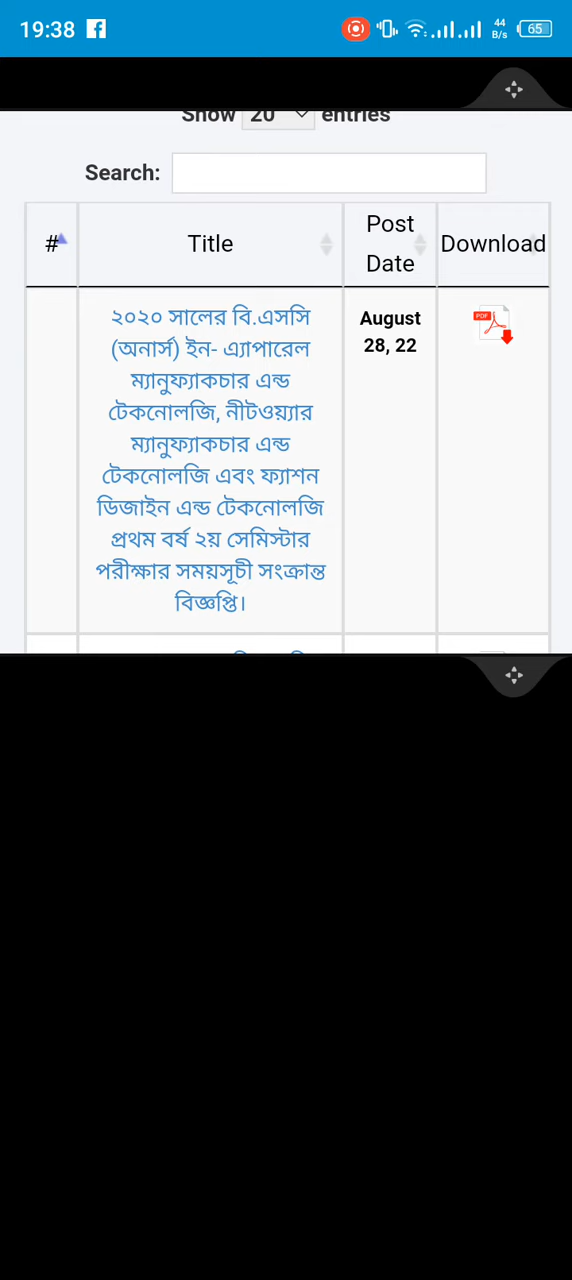 19:38
44
B/s
65
Show 20 entries
Search:
# Title Post Date Download
২০২০ সালের বি.এসসি
(অনার্স) ইন- এ্যাপারেল
ম্যানুফ্যাকচার এন্ড
টেকনোলজি, নীটওয়্যার
ম্যানুফ্যাকচার এন্ড
টেকনোলজি এবং ফ্যাশন
ডিজাইন এন্ড টেকনোলজি
প্রথম বর্ষ ২য় সেমিস্টার
পরীক্ষার সময়সূচী সংক্রান্ত
বিজ্ঞপ্তি।
August
28, 22
PDF